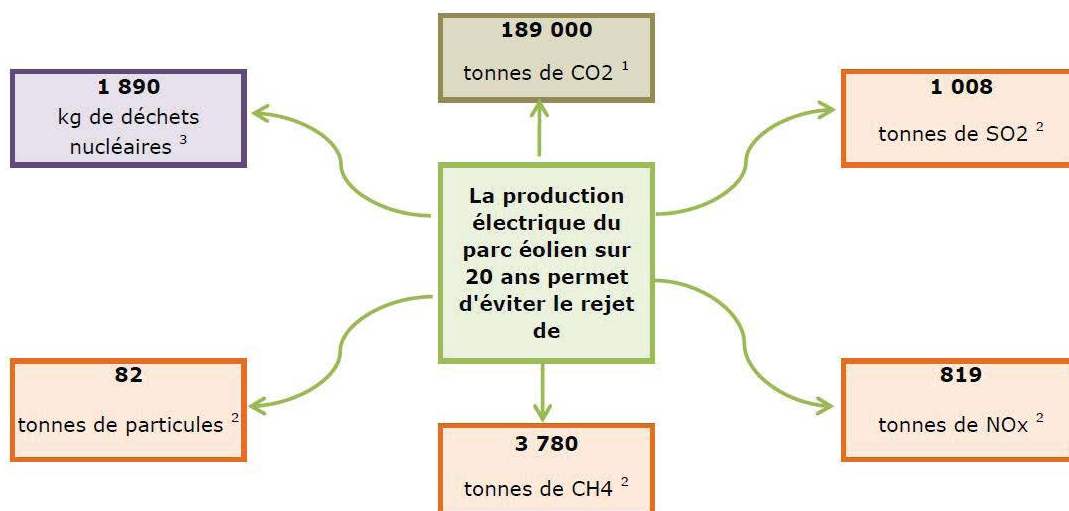 189 000
tonnes de CO2 ¹
1 890
kg de déchets
nucléaires ³
1 008
tonnes de SO2 ²
La production
électrique du
parc éolien sur
20 ans permet
d'éviter le rejet
de
82
tonnes de particules ²
819
tonnes de NOx ²
3 780
tonnes de CH4 ²